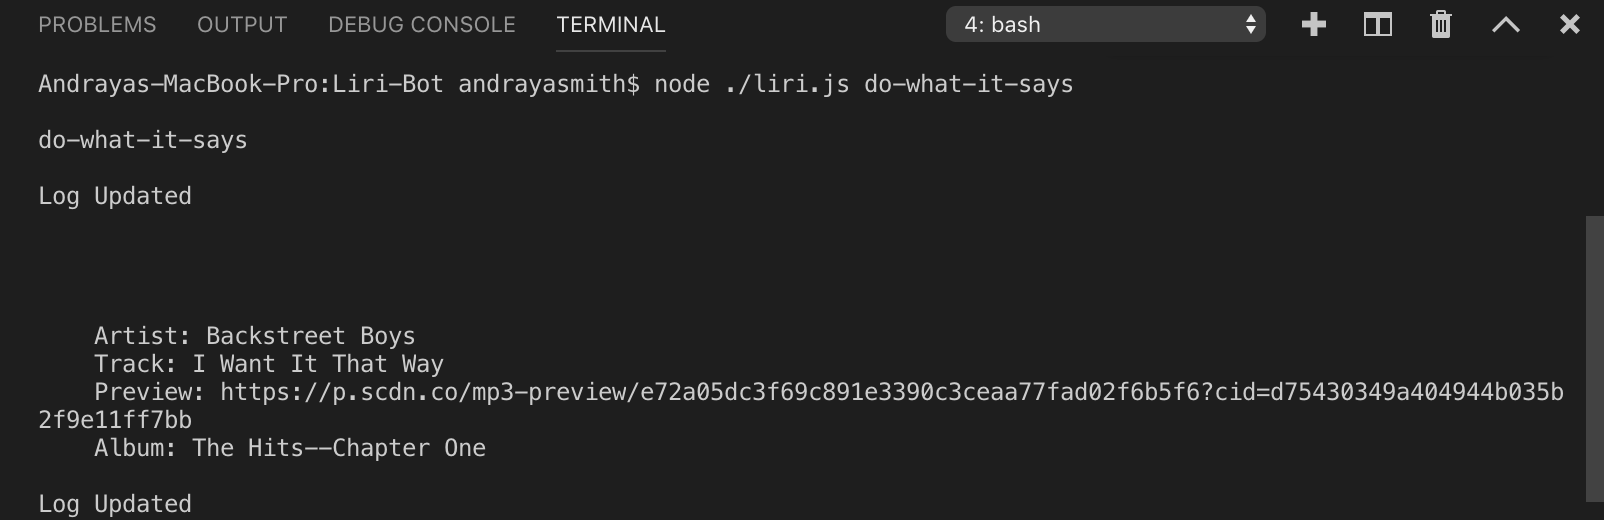 PROBLEMS OUTPUT DEBUG CONSOLE TERMINAL 4: bash
Andrayas-MacBook-Pro:Liri-Bot andrayasmith$ node ./liri.js do-what-it-says
do-what-it-says
Log Updated
Artist: Backstreet Boys
Track: I Want It That Way
Preview: https://p.scdn.co/mp3-preview/e72a05dc3f69c891e3390c3ceaa77fad02f6b5f6?cid=d75430349a404944b035b
2f9e11ff7bb
Album: The Hits--Chapter One
Log Updated